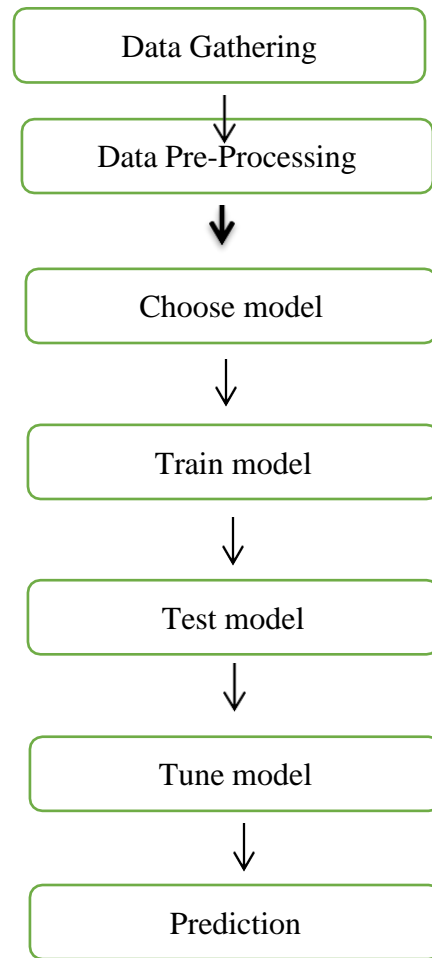 Data Gathering
Data Pre-Processing
Choose model
Train model
Test model
Tune model
Prediction